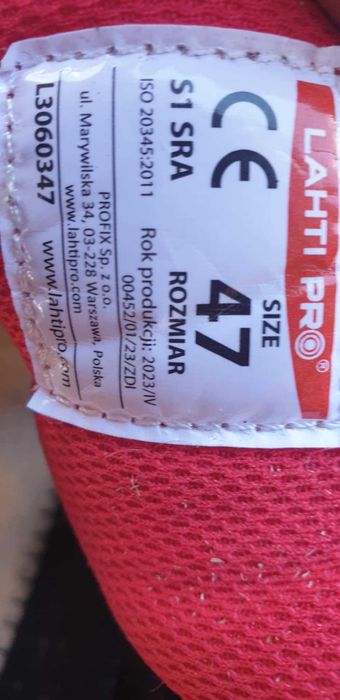 LAHTI PRO®
CE
SIZE
47
S1 SRA
ROZMIAR
ISO 20345:2011
Rok produkcji: 2023/IV
00452/01/23/ZDI
PROFIX Sp. z o.o.
ul. Marywilska 34, 03-228 Warszawa, Polska
www.lahtipro.com
L3060347
www.lahtipro.com